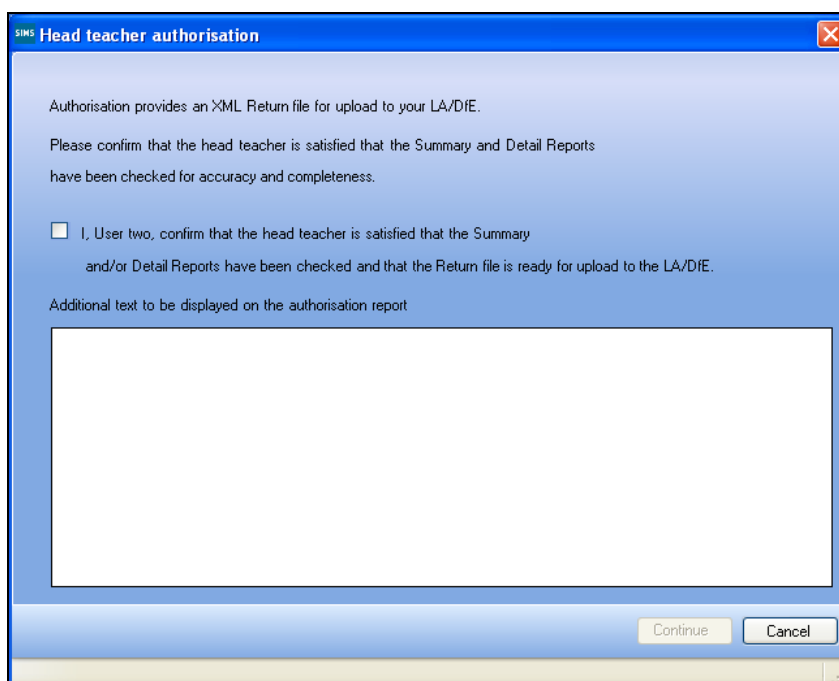 SIMS Head teacher authorisation
Authorisation provides an XML Return file for upload to your LA/DfE.
Please confirm that the head teacher is satisfied that the Summary and Detail Reports
have been checked for accuracy and completeness.
I, User two, confirm that the head teacher is satisfied that the Summary
and/or Detail Reports have been checked and that the Return file is ready for upload to the LA/DfE.
Additional text to be displayed on the authorisation report
Continue Cancel